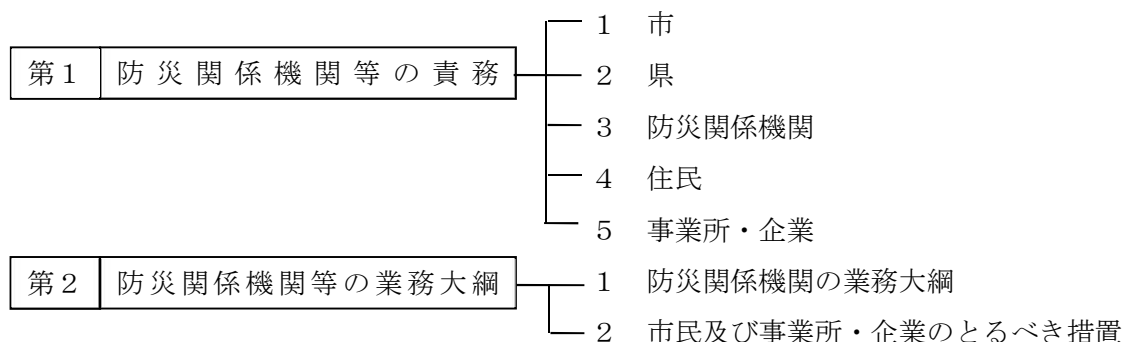 1 市
第1 防災関係機関等の責務
2 県
3 防災関係機関
4 住民
5 事業所・企業
第2 防災関係機関等の業務大綱
1 防災関係機関の業務大綱
2 市民及び事業所・企業のとるべき措置